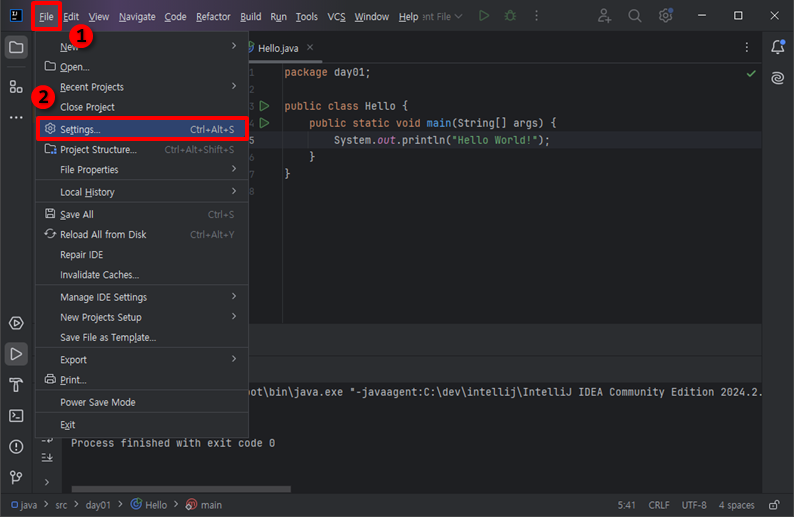 File Edit View Navigate Code Refactor Build Run Tools VCS Window Help ent File
1
New
Hello.java
Open...
1 package day01;
Recent Projects
2
Close Project
3 public class Hello {
Settings... Ctrl+Alt+S
4 public static void main(String[] args) {
5 System.out.println("Hello World!");
Project Structure... Ctrl+Alt+Shift+S
6 }
File Properties
7 }
Local History
8
Save All Ctrl+S
Reload All from Disk Ctrl+Alt+Y
Repair IDE
Invalidate Caches...
Manage IDE Settings
New Projects Setup
Save File as Template...
Export
Print...
ot\bin\java.exe "-javaagent:C:\dev\intellij\IntelliJ IDEA Community Edition 2024.2.
Power Save Mode
Exit
Process finished with exit code 0
java > src > day01 > Hello > main 5:41 CRLF UTF-8 4 spaces